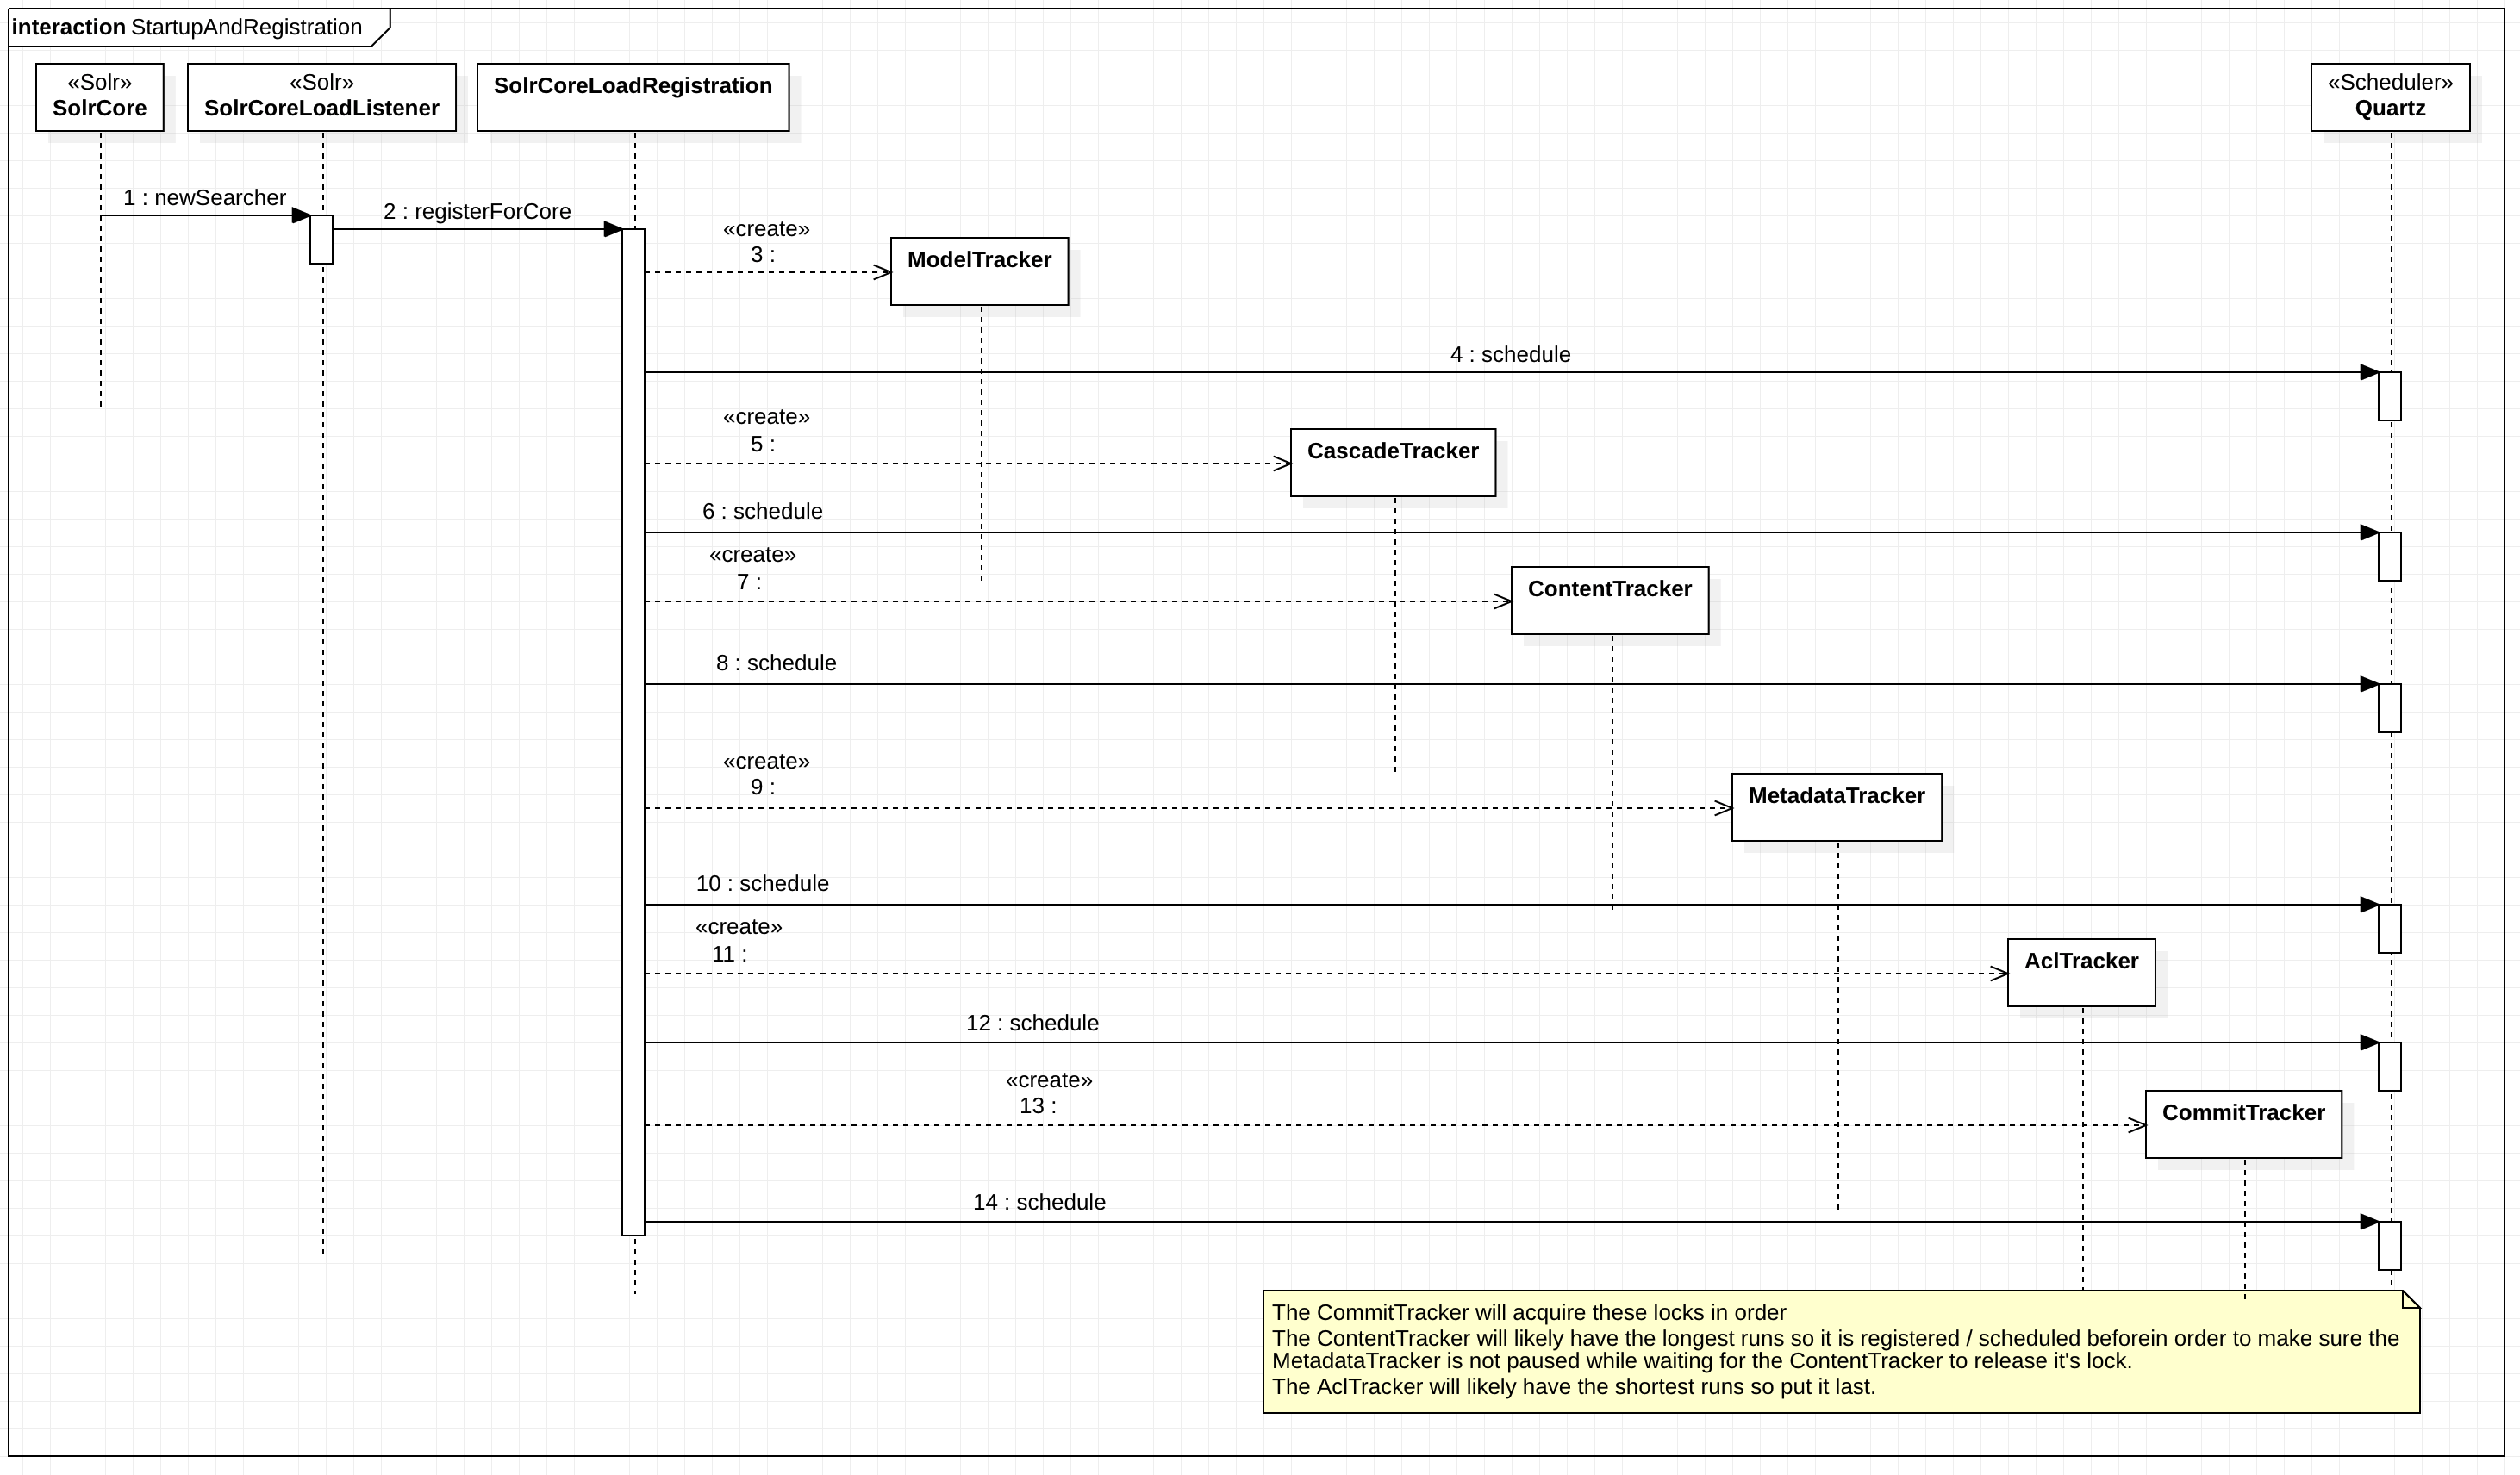 interaction StartupAndRegistration
«Solr»
SolrCore
«Solr»
SolrCoreLoadListener
SolrCoreLoadRegistration
«Scheduler»
Quartz
1 : newSearcher
2 : registerForCore
«create»
3 :
ModelTracker
4 : schedule
«create»
5 :
CascadeTracker
6 : schedule
«create»
7 :
ContentTracker
8 : schedule
«create»
9 :
MetadataTracker
10 : schedule
«create»
11 :
AclTracker
12 : schedule
«create»
13 :
CommitTracker
14 : schedule
The CommitTracker will acquire these locks in order
The ContentTracker will likely have the longest runs so it is registered / scheduled beforein order to make sure the
MetadataTracker is not paused while waiting for the ContentTracker to release it's lock.
The AclTracker will likely have the shortest runs so put it last.